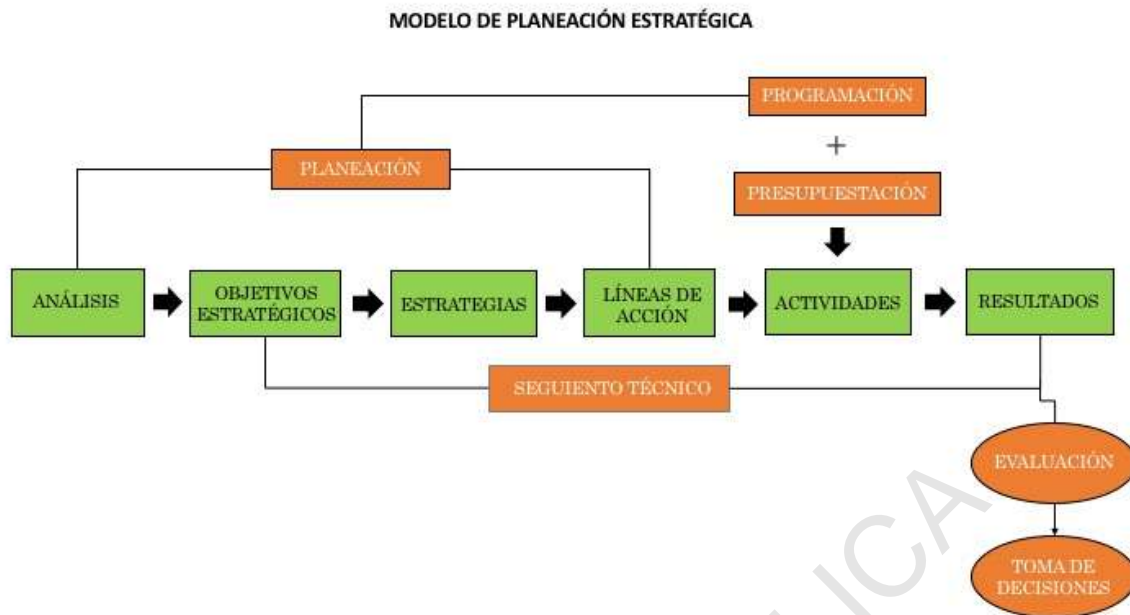 MODELO DE PLANEACIÓN ESTRATÉGICA
PROGRAMACIÓN
+
PLANEACIÓN
PRESUPUESTACIÓN
ANÁLISIS
OBJETIVOS
ESTRATÉGICOS
ESTRATEGIAS
LÍNEAS DE
ACCIÓN
ACTIVIDADES
RESULTADOS
SEGUIENTO TÉCNICO
EVALUACIÓN
TOMA DE
DECISIONES
LICA